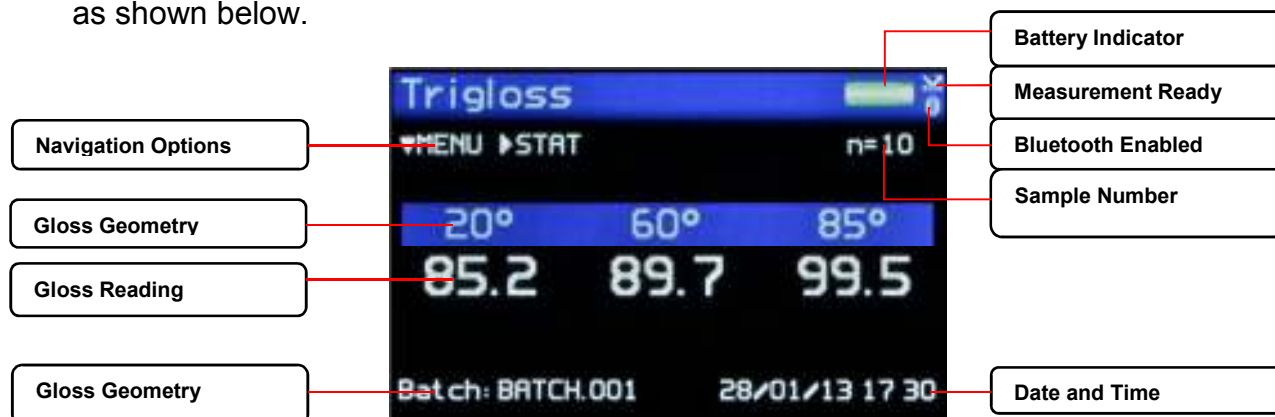 as shown below.
Battery Indicator
Trigloss
Measurement Ready
Navigation Options
▼MENU ▶STAT
n=10
Bluetooth Enabled
Sample Number
Gloss Geometry
20° 60° 85°
Gloss Reading
85.2 89.7 99.5
Gloss Geometry
Batch: BATCH.001
28/01/13 17 30
Date and Time